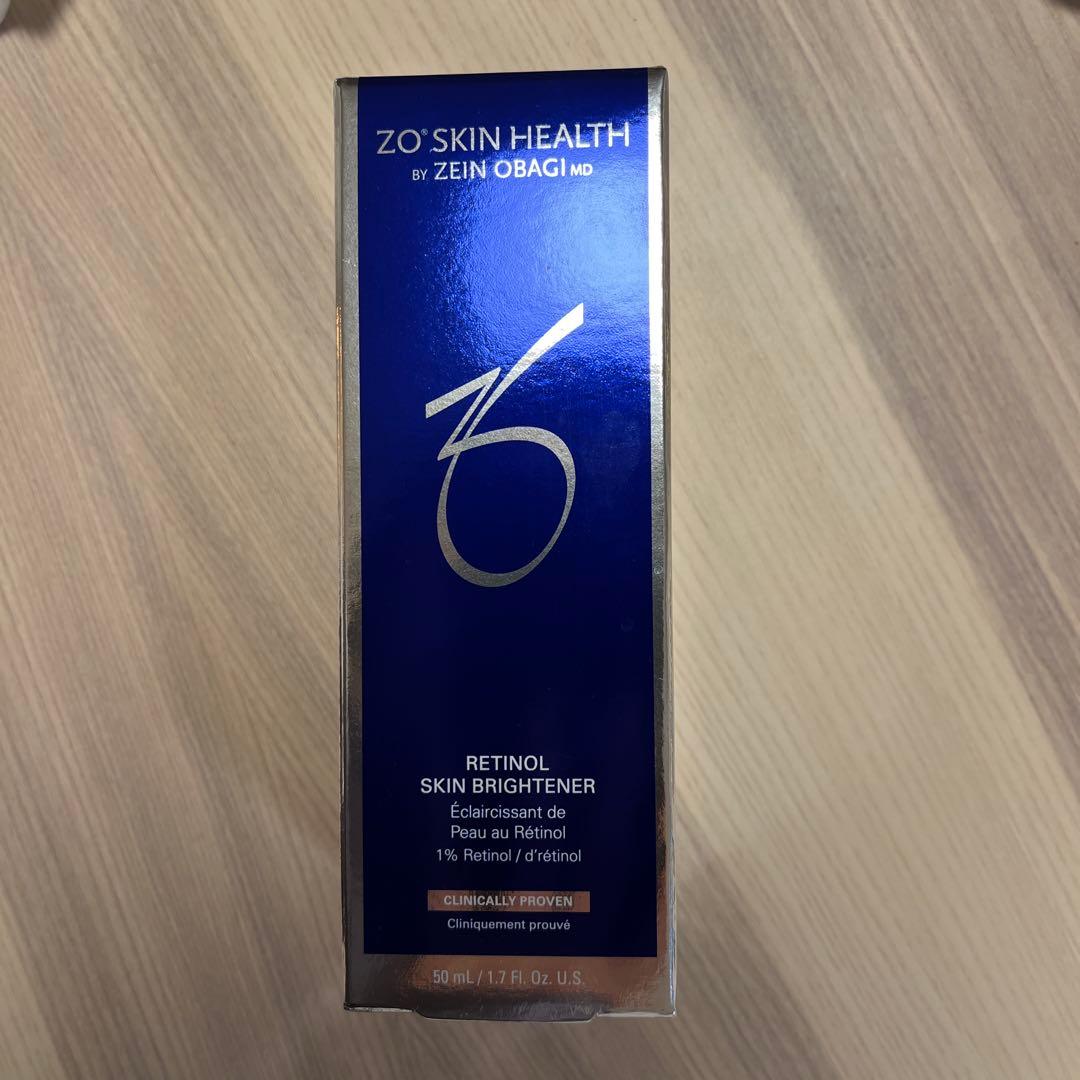 ZO® SKIN HEALTH
BY ZEIN OBAGI MD
RETINOL
SKIN BRIGHTENER
Éclaircissant de
Peau au Rétinol
1% Retinol / d'rétinol
CLINICALLY PROVEN
Cliniquement prouvé
50 mL / 1.7 Fl. Oz. U.S.